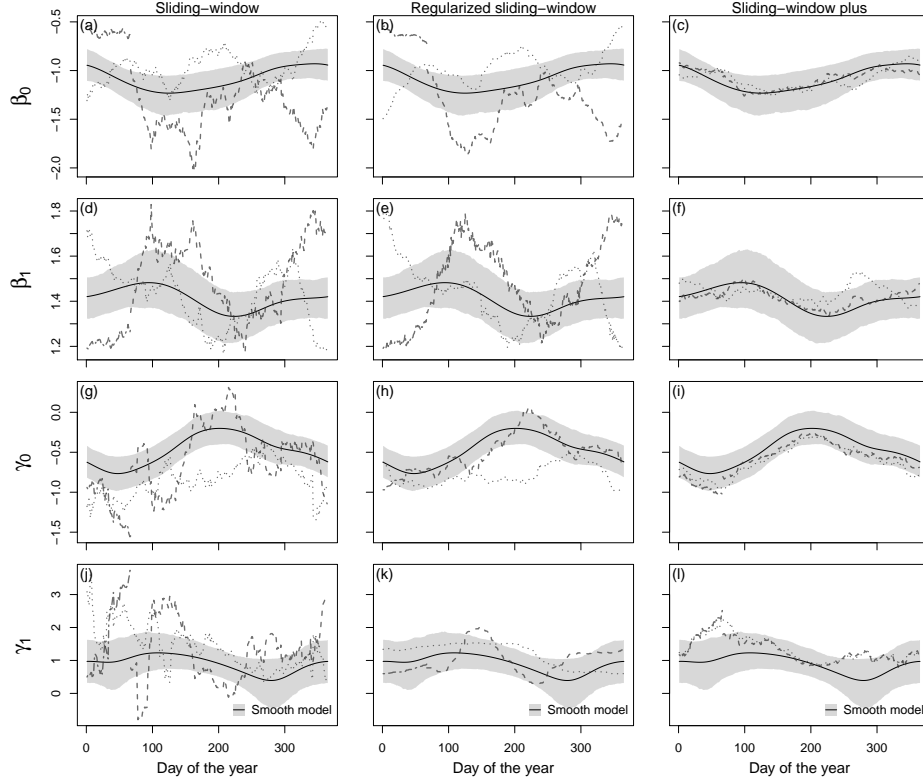 Sliding−window Regularized sliding−window Sliding−window plus
(a) (b) (c)
β0
−0.5
−1.0
−1.5
−2.0
(d) (e) (f)
β1
1.8
1.6
1.4
1.2
(g) (h) (i)
γ0
0.0
−0.5
−1.0
−1.5
(j) (k) (l)
γ1
3
2
1
0
Smooth model Smooth model Smooth model
0 100 200 300 0 100 200 300 0 100 200 300
Day of the year Day of the year Day of the year